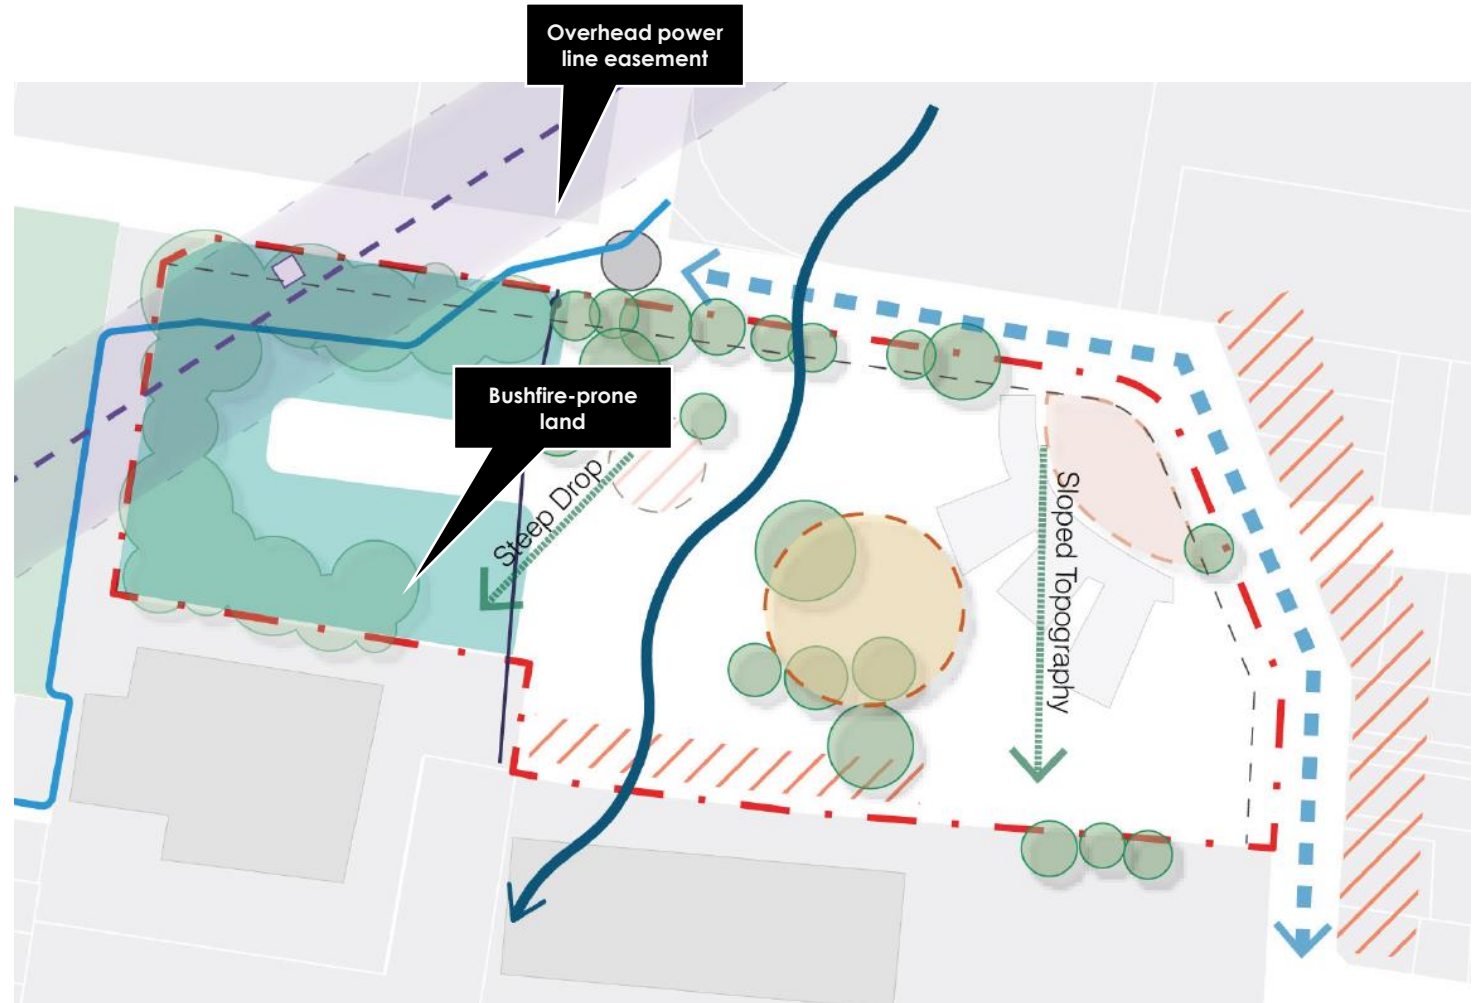 Overhead power
line easement
Bushfire-prone
land
Steep Drop
Sloped Topography